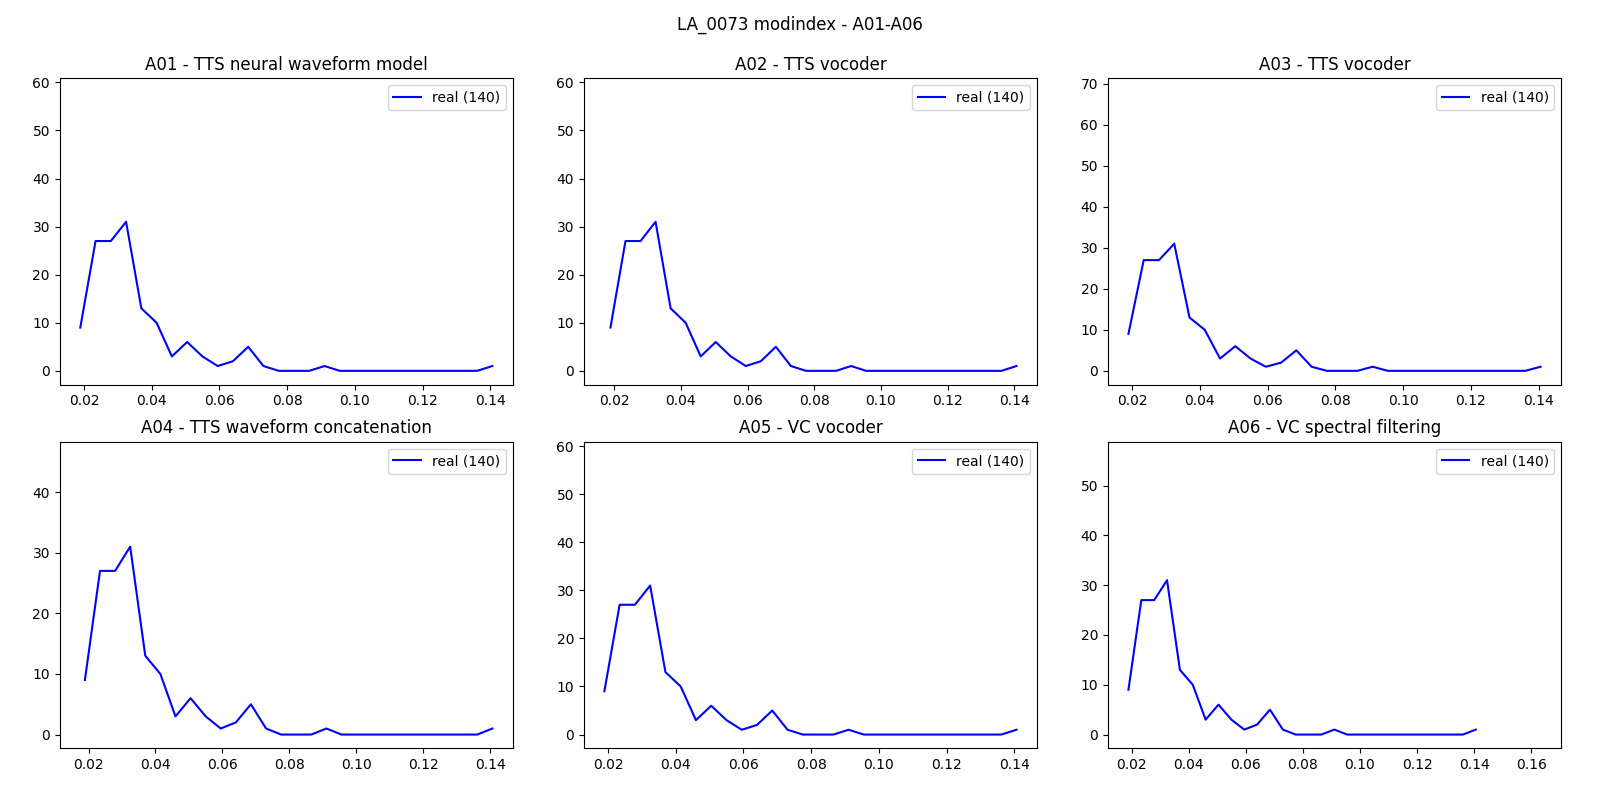 LA_0073 modindex - A01-A06
A01 - TTS neural waveform model
real (140)
60
50
40
30
20
10
0
0.02 0.04 0.06 0.08 0.10 0.12 0.14
A02 - TTS vocoder
real (140)
60
50
40
30
20
10
0
0.02 0.04 0.06 0.08 0.10 0.12 0.14
A03 - TTS vocoder
real (140)
70
60
50
40
30
20
10
0
0.02 0.04 0.06 0.08 0.10 0.12 0.14
A04 - TTS waveform concatenation
real (140)
40
30
20
10
0
0.02 0.04 0.06 0.08 0.10 0.12 0.14
A05 - VC vocoder
real (140)
60
50
40
30
20
10
0
0.02 0.04 0.06 0.08 0.10 0.12 0.14
A06 - VC spectral filtering
real (140)
50
40
30
20
10
0
0.02 0.04 0.06 0.08 0.10 0.12 0.14 0.16